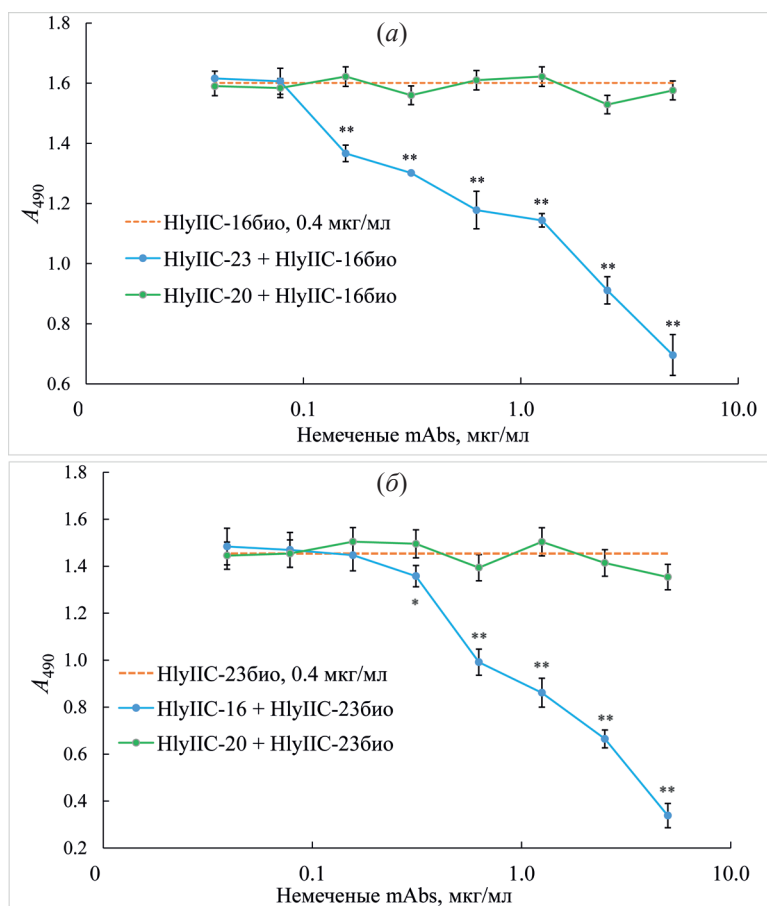 (а)
1.8
1.6
1.4
1.2
1.0
0.8
0.6
A490
**
**
**
**
**
**
HlyIIC-16био, 0.4 мкг/мл
HlyIIC-23 + HlyIIC-16био
HlyIIC-20 + HlyIIC-16био
0 0.1 1.0 10.0
Немеченые mAbs, мкг/мл
(б)
1.8
1.6
1.4
1.2
1.0
0.8
0.6
0.4
0.2
A490
*
**
**
**
**
HlyIIC-23био, 0.4 мкг/мл
HlyIIC-16 + HlyIIC-23био
HlyIIC-20 + HlyIIC-23био
0 0.1 1.0 10.0
Немеченые mAbs, мкг/мл